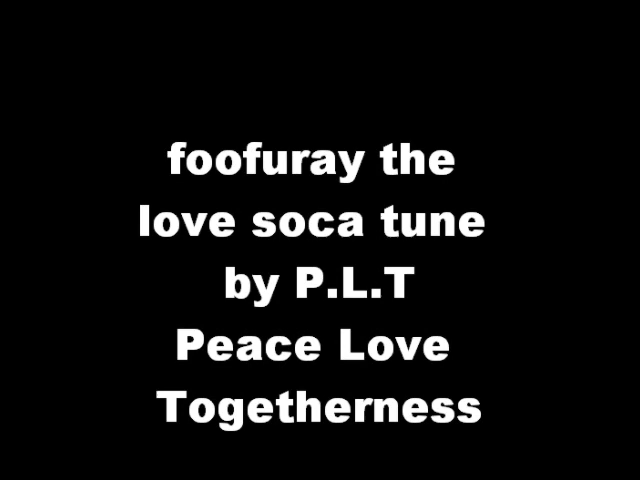 foofuray the
love soca tune
by P.L.T
Peace Love
Togetherness